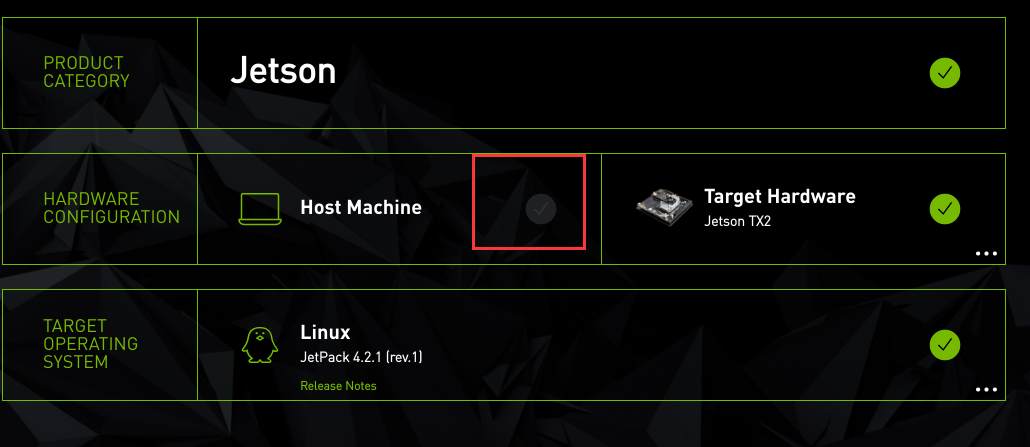 PRODUCT
CATEGORY
Jetson
HARDWARE
CONFIGURATION
Host Machine
Target Hardware
Jetson TX2
TARGET
OPERATING
SYSTEM
Linux
JetPack 4.2.1 (rev.1)
Release Notes